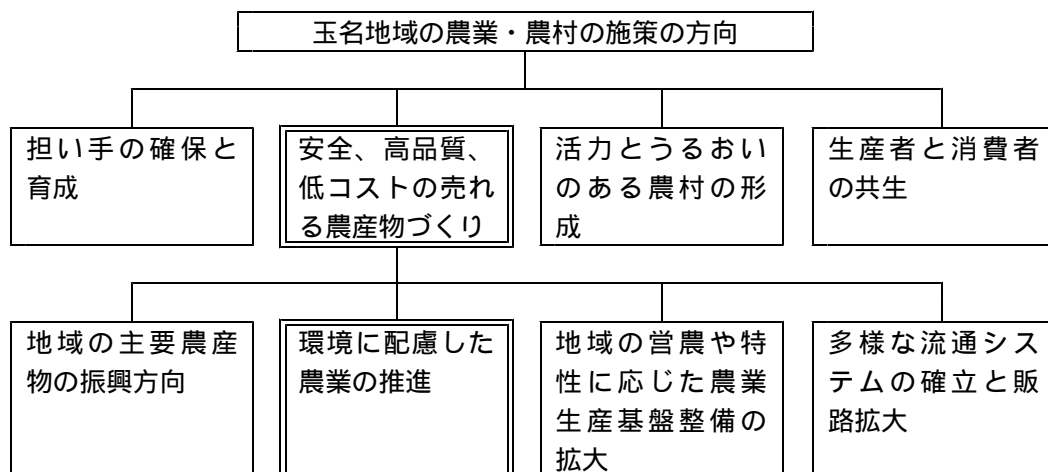 玉名地域の農業・農村の施策の方向
担い手の確保と
育成
安全、高品質、
低コストの売れ
る農産物づくり
活力とうるおい
のある農村の形
成
生産者と消費者
の共生
地域の主要農産
物の振興方向
環境に配慮した
農業の推進
地域の営農や特
性に応じた農業
生産基盤整備の
拡大
多様な流通シス
テムの確立と販
路拡大